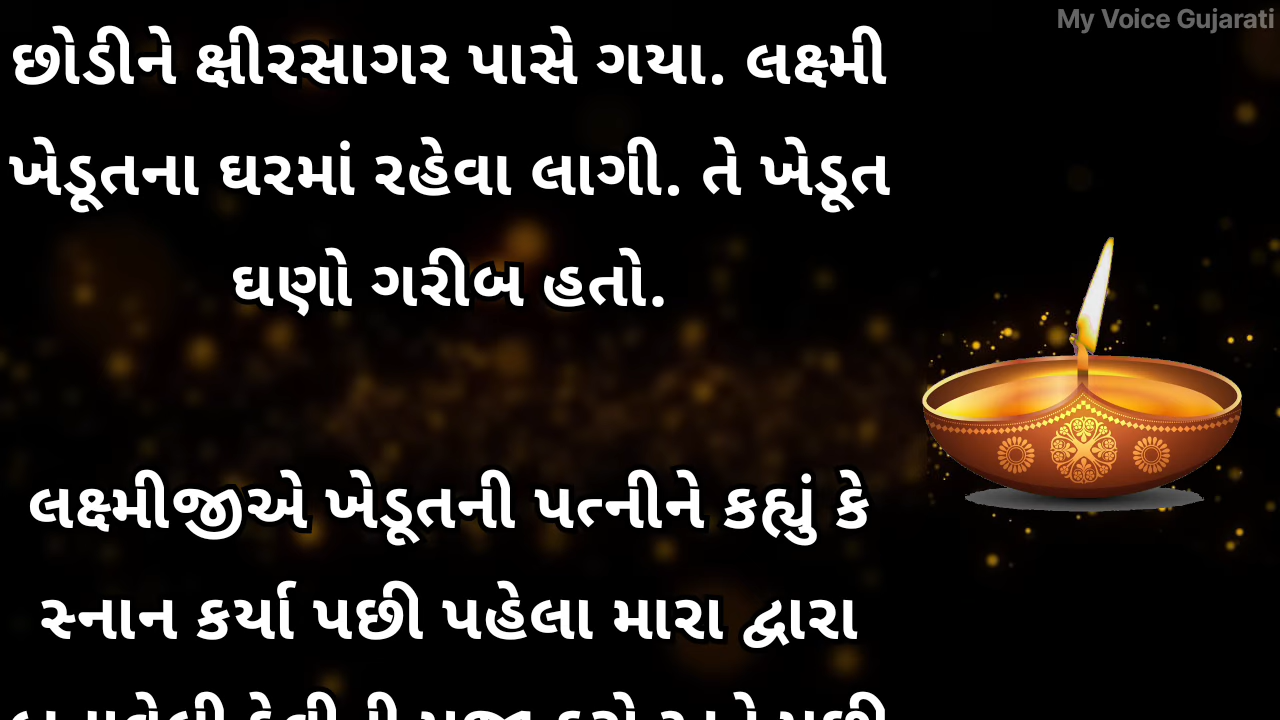 My Voice Gujarati
છોડીને ક્ષીરસાગર પાસે ગયા. લક્ષ્મી
ખેડૂતના ઘરમાં રહેવા લાગી. તે ખેડૂત
ઘણો ગરીબ હતો.
લક્ષ્મીજીએ ખેડૂતની પત્નીને કહ્યું કે
સ્નાન કર્યા પછી પહેલા મારા દ્વારા